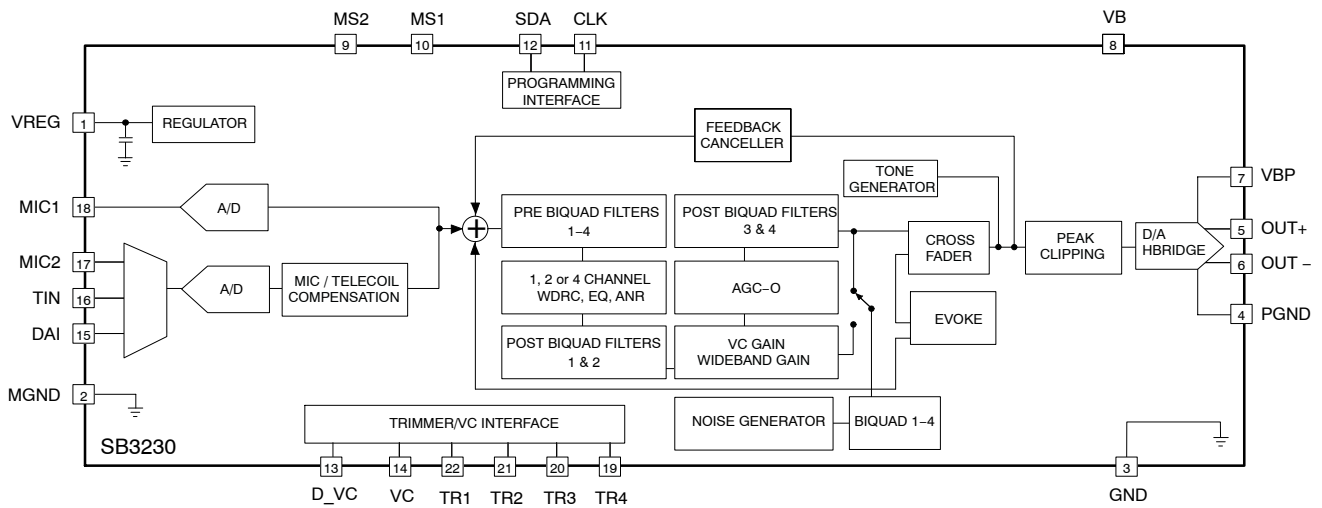 MS2 MS1 SDA CLK VB
9 10 12 11 8
PROGRAMMING
INTERFACE
VREG 1 REGULATOR
FEEDBACK
CANCELLER
TONE
GENERATOR
7 VBP
MIC1 18 A/D
+
PRE BIQUAD FILTERS
1–4
POST BIQUAD FILTERS
3 & 4
CROSS
FADER
PEAK
CLIPPING
D/A
HBRIDGE
5 OUT+
6 OUT –
MIC2 17
TIN 16
DAI 15
A/D
MIC / TELECOIL
COMPENSATION
1, 2 or 4 CHANNEL
WDRC, EQ, ANR
AGC–O
EVOKE
4 PGND
POST BIQUAD FILTERS
1 & 2
VC GAIN
WIDEBAND GAIN
MGND 2
TRIMMER/VC INTERFACE
NOISE GENERATOR
BIQUAD 1–4
SB3230
13 14 22 21 20 19 3
D_VC VC TR1 TR2 TR3 TR4 GND